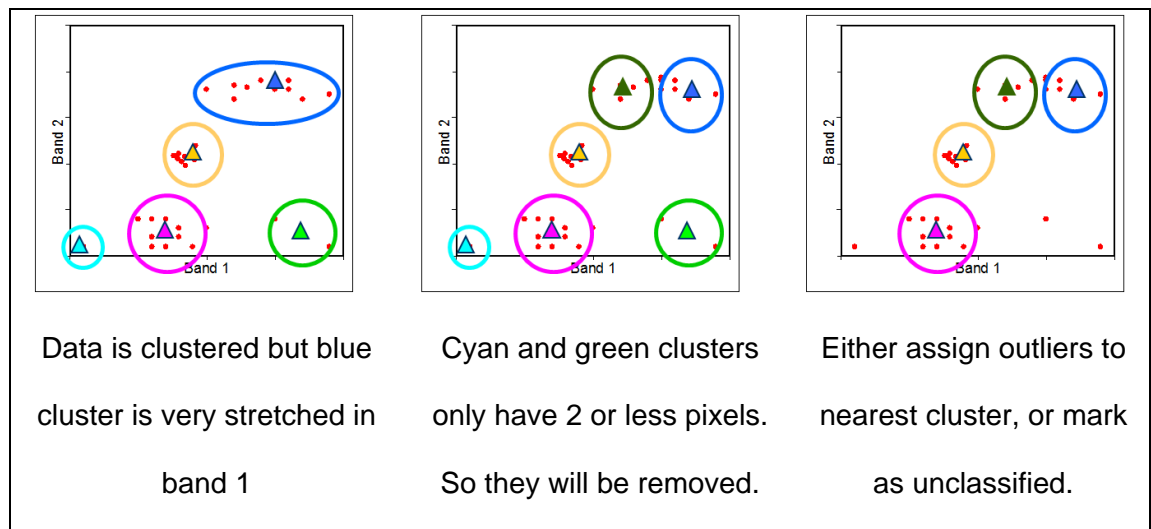 Band 2
Band 1
Band 2
Band 1
Band 2
Band 1
Data is clustered but blue
cluster is very stretched in
band 1
Cyan and green clusters
only have 2 or less pixels.
So they will be removed.
Either assign outliers to
nearest cluster, or mark
as unclassified.